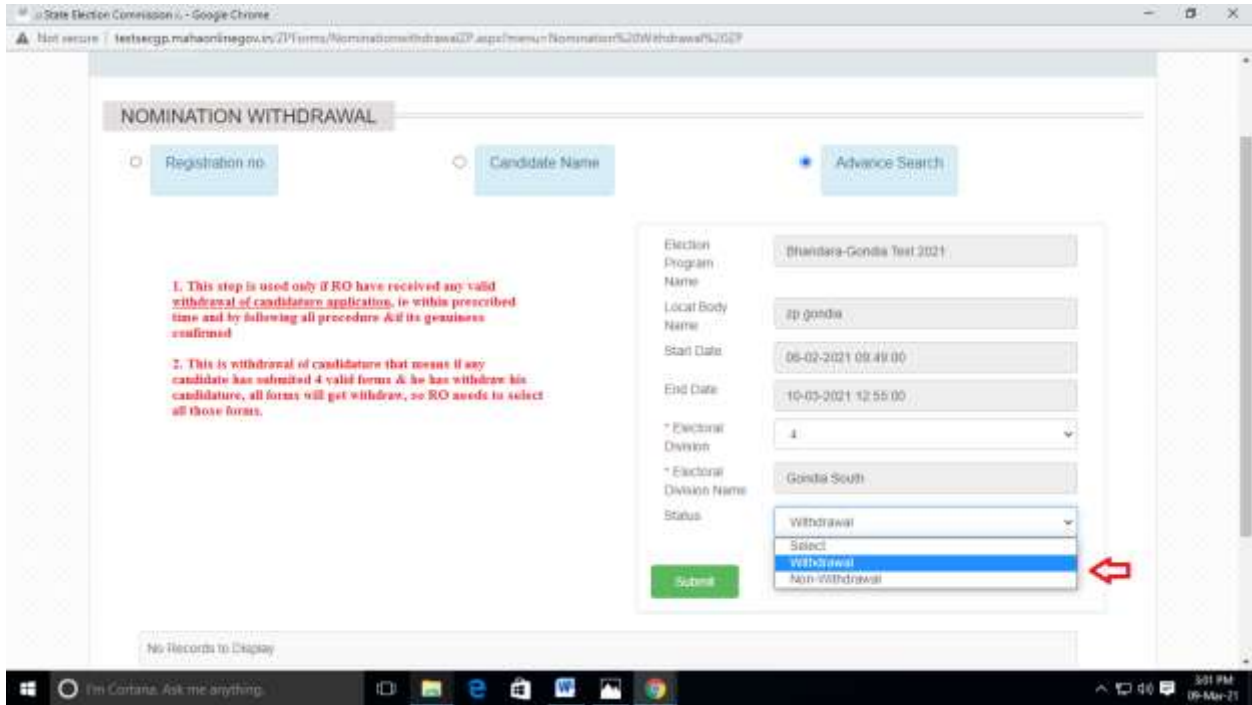 State Election Commission :. - Google Chrome
Not secure | testsecgp.mahaonlinegov.in/ZPForms/NominationwithdrawalZP.aspx?menu=Nomination%20Withdrawal%20ZP
NOMINATION WITHDRAWAL
Registration no.
Candidate Name
Advance Search
1. This step is used only if RO have received any valid
withdrawal of candidature application, ie within prescribed
time and by following all procedure &if its genuiness
confirmed
2. This is withdrawal of candidature that means if any
candidate has submitted 4 valid forms & he has withdraw his
candidature, all forms will get withdraw, so RO needs to select
all those forms.
Election
Program
Name
Bhandara-Gondia Test 2021
Local Body
Name
zp gondia
Start Date
06-02-2021 09:49:00
End Date
10-03-2021 12:55:00
* Electoral
Division
4
* Electoral
Division Name
Gondia South
Status
Withdrawal
Select
Withdrawal
Non-Withdrawal
Submit
No Records to Display
I'm Cortana. Ask me anything.
3:01 PM
09-Mar-21